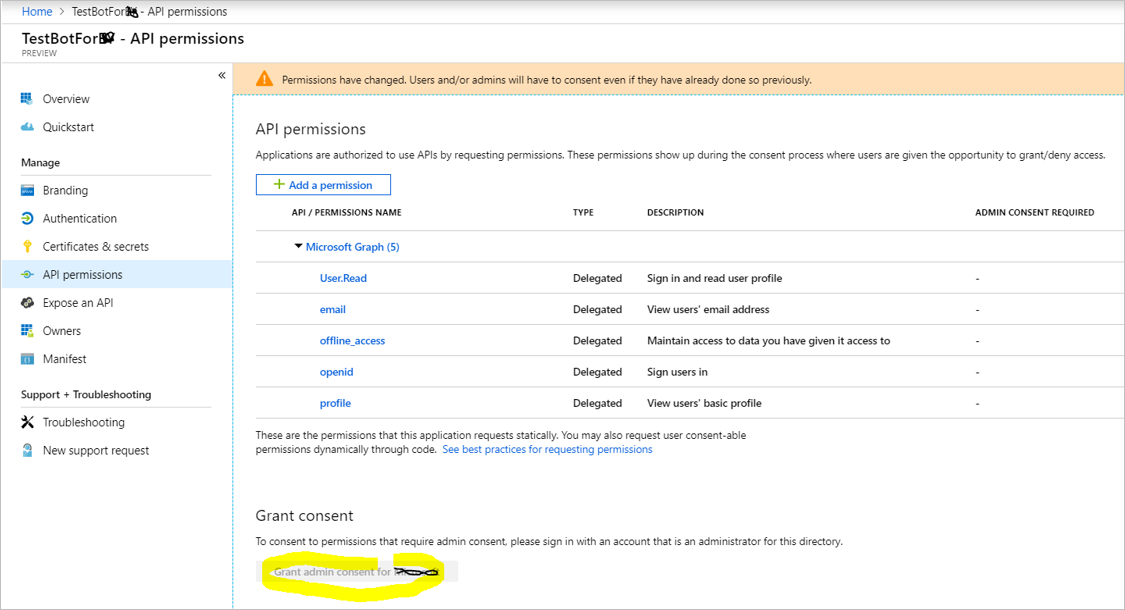 Home > TestBotFor - API permissions
TestBotFor - API permissions
PREVIEW
«
Overview
Quickstart
Manage
Branding
Authentication
Certificates & secrets
API permissions
Expose an API
Owners
Manifest
Support + Troubleshooting
Troubleshooting
New support request
Permissions have changed. Users and/or admins will have to consent even if they have already done so previously.
API permissions
Applications are authorized to use APIs by requesting permissions. These permissions show up during the consent process where users are given the opportunity to grant/deny access.
+ Add a permission
API / PERMISSIONS NAME TYPE DESCRIPTION ADMIN CONSENT REQUIRED
Microsoft Graph (5)
User.Read Delegated Sign in and read user profile -
email Delegated View users' email address -
offline_access Delegated Maintain access to data you have given it access to -
openid Delegated Sign users in -
profile Delegated View users' basic profile -
These are the permissions that this application requests statically. You may also request user consent-able
permissions dynamically through code. See best practices for requesting permissions
Grant consent
To consent to permissions that require admin consent, please sign in with an account that is an administrator for this directory.
Grant admin consent for